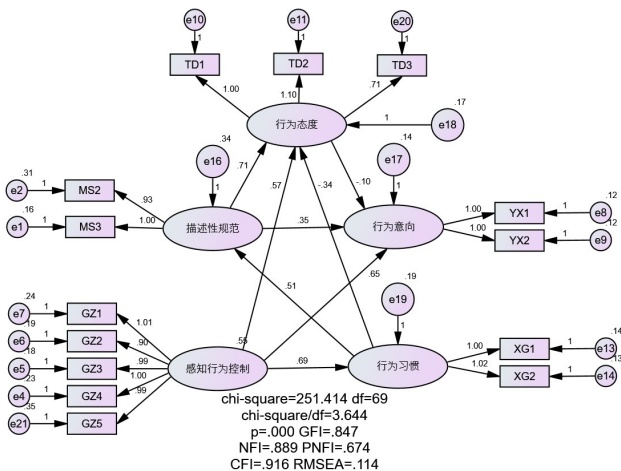 e10
e11
e20
1
1
1
TD1
TD2
TD3
1.00
1.10
.71
行为态度
1
.17
e18
.34
e16
1
.14
e17
1
.71
.57
-.34
-.10
.31
e2
1
MS2
.93
.16
e1
1
MS3
1.00
描述性规范
.35
行为意向
1.00
YX1
1
.12
e8
1.00
YX2
1
.12
e9
.51
.65
.19
e19
1
.24
e7
1
GZ1
1.01
.19
e6
1
GZ2
.90
.18
e5
1
GZ3
.99
.23
e4
1
GZ4
1.00
.35
e21
1
GZ5
.99
.55
感知行为控制
.69
行为习惯
1.00
XG1
1
.14
e13
1.02
XG2
1
.13
e14
chi-square=251.414 df=69
chi-square/df=3.644
p=.000 GFI=.847
NFI=.889 PNFI=.674
CFI=.916 RMSEA=.114